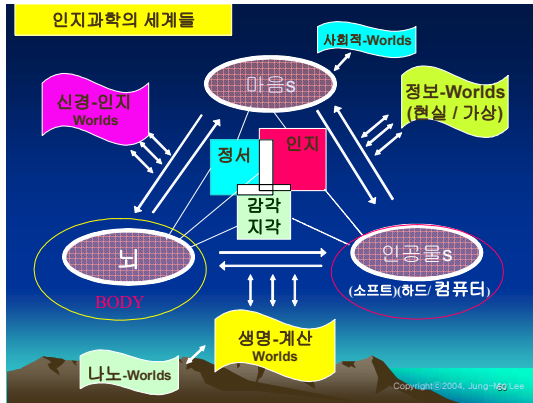 인지과학의 세계들
사회적-Worlds
마음s
신경-인지
Worlds
정보-Worlds
(현실 / 가상)
정서
인지
감각
지각
뇌
BODY
인공물s
(소프트)(하드/ 컴퓨터)
생명-계산
Worlds
나노-Worlds
Copyright©2004, Jung-Mo Lee